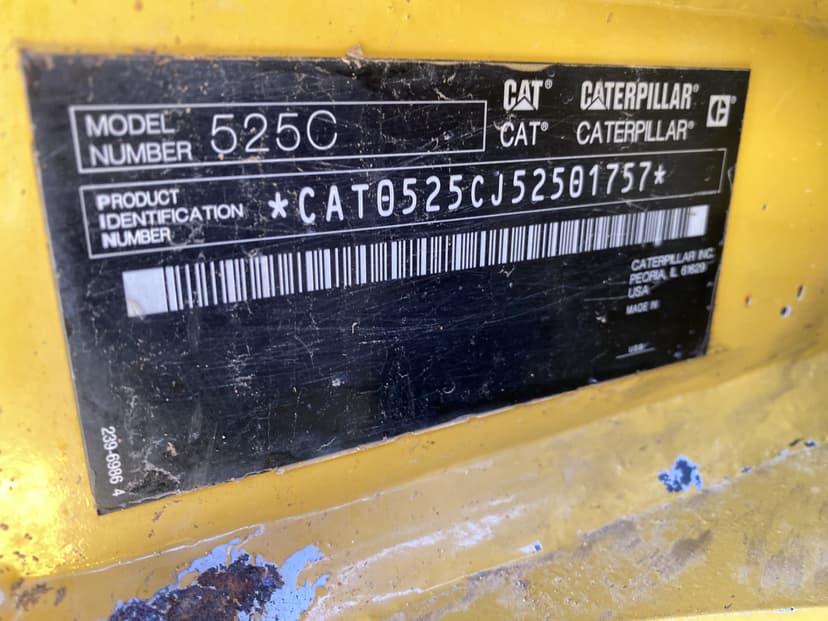 CAT® CATERPILLAR®
MODEL NUMBER 525C
CAT® CATERPILLAR®
PRODUCT IDENTIFICATION NUMBER *CAT0525CJ52501757*
CATERPILLAR INC.
PEORIA, IL 61629
USA
MADE IN
USA
239-6986 4